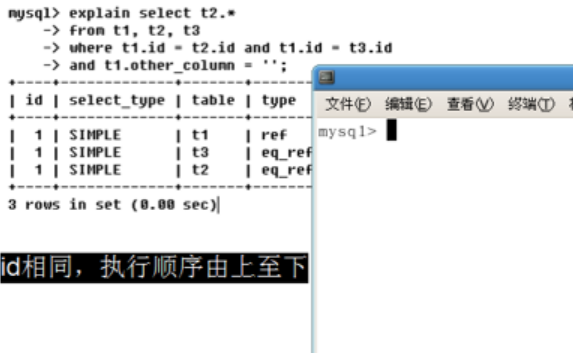 mysql> explain select t2.*
-> from t1, t2, t3
-> where t1.id = t2.id and t1.id = t3.id
-> and t1.other_column = '';
+----+-------------+-------+--------
| id | select_type | table | type
+----+-------------+-------+--------
| 1 | SIMPLE | t1 | ref
| 1 | SIMPLE | t3 | eq_ref
| 1 | SIMPLE | t2 | eq_ref
+----+-------------+-------+--------
3 rows in set (0.00 sec)
id相同，执行顺序由上至下
文件(F) 编辑(E) 查看(V) 终端(T)
mysql>